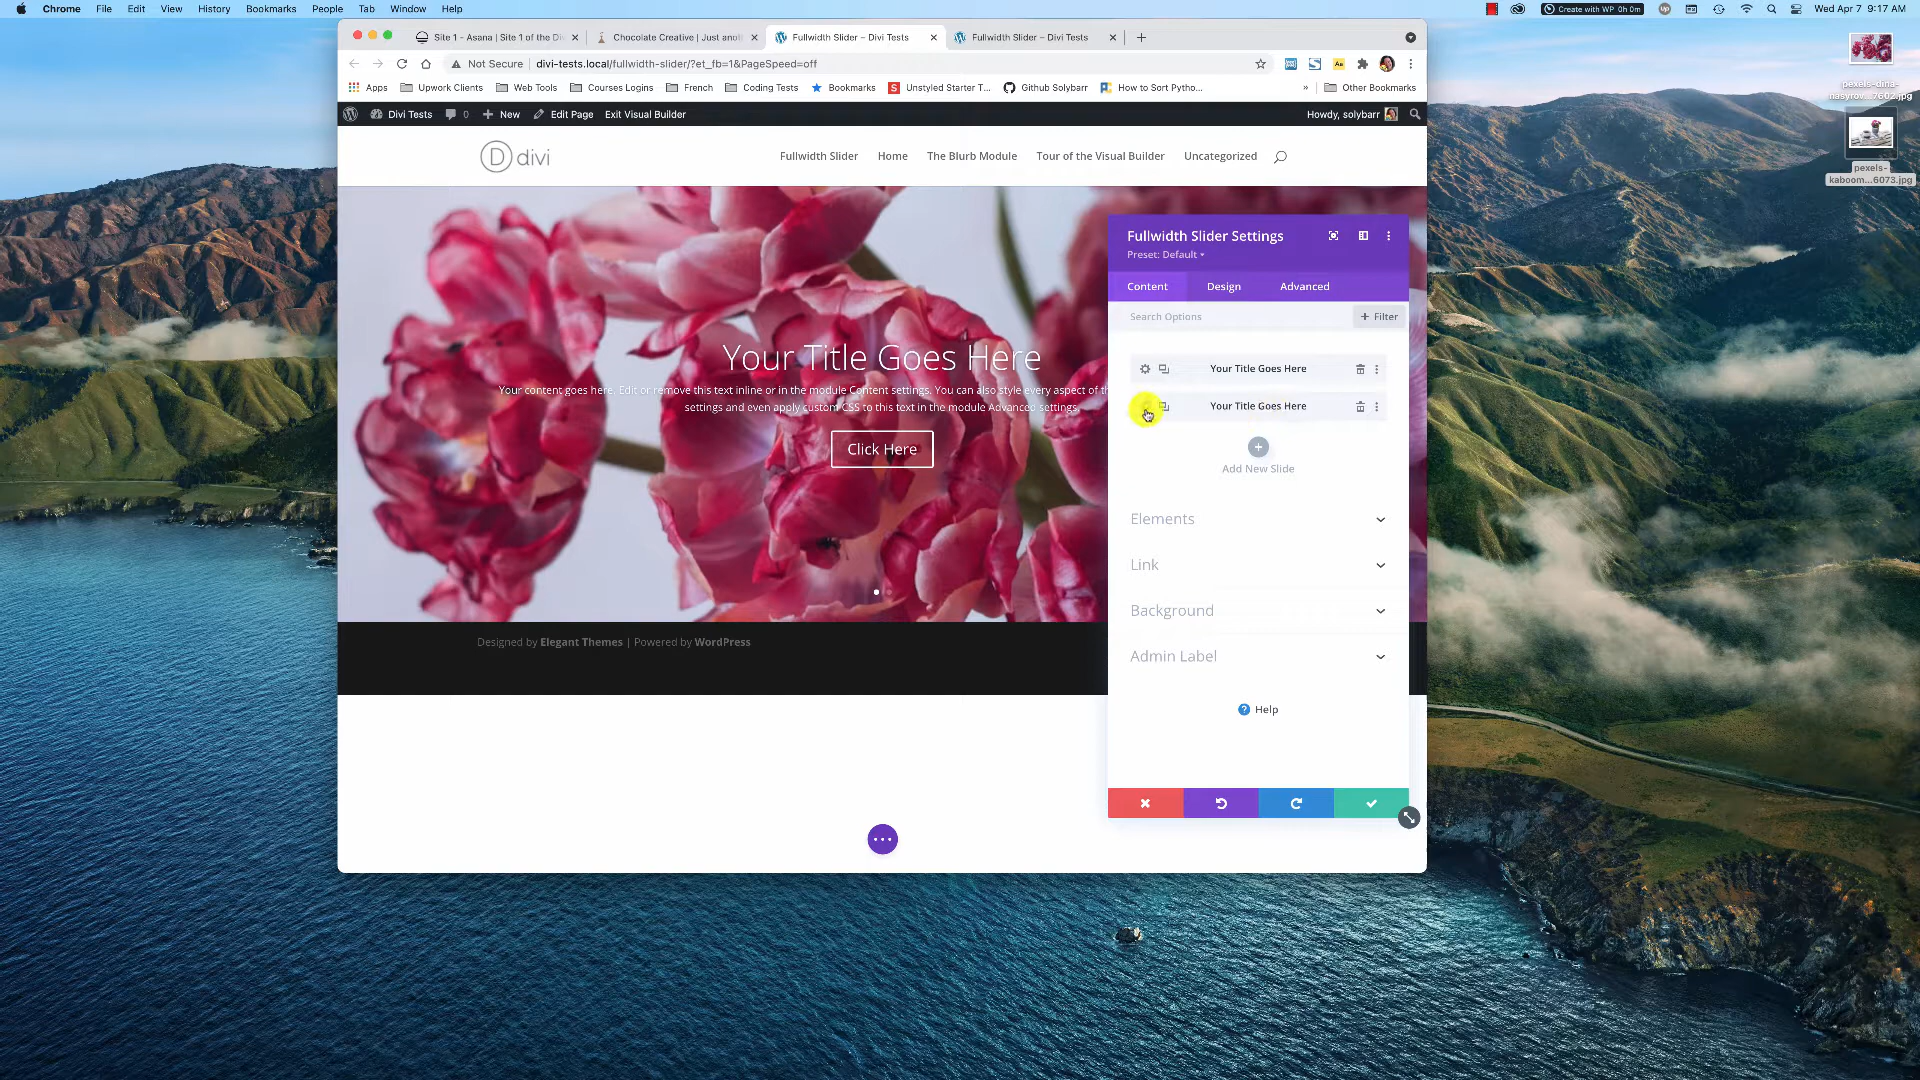 Chrome File Edit View History Bookmarks People Tab Window Help
Create with WP 0h 0m
Wed Apr 7 9:17 AM
Site 1 - Asana | Site 1 of the Div
Chocolate Creative | Just anoth
Fullwidth Slider – Divi Tests
Fullwidth Slider – Divi Tests
Not Secure divi-tests.local/fullwidth-slider/?et_fb=1&PageSpeed=off
Apps Upwork Clients Web Tools Courses Logins French Coding Tests Bookmarks Unstyled Starter T... Github Solybarr How to Sort Pytho... » Other Bookmarks
Divi Tests 0 New Edit Page Exit Visual Builder Howdy, solybarr
divi
Fullwidth Slider Home The Blurb Module Tour of the Visual Builder Uncategorized
Your Title Goes Here
Your content goes here. Edit or remove this text inline or in the module Content settings. You can also style every aspect of th
settings and even apply custom CSS to this text in the module Advanced settings.
Click Here
Designed by Elegant Themes | Powered by WordPress
Fullwidth Slider Settings
Preset: Default
Content Design Advanced
Search Options
+ Filter
Your Title Goes Here
Your Title Goes Here
Add New Slide
Elements
Link
Background
Admin Label
Help
pexels-
kaboom...6073.jpg